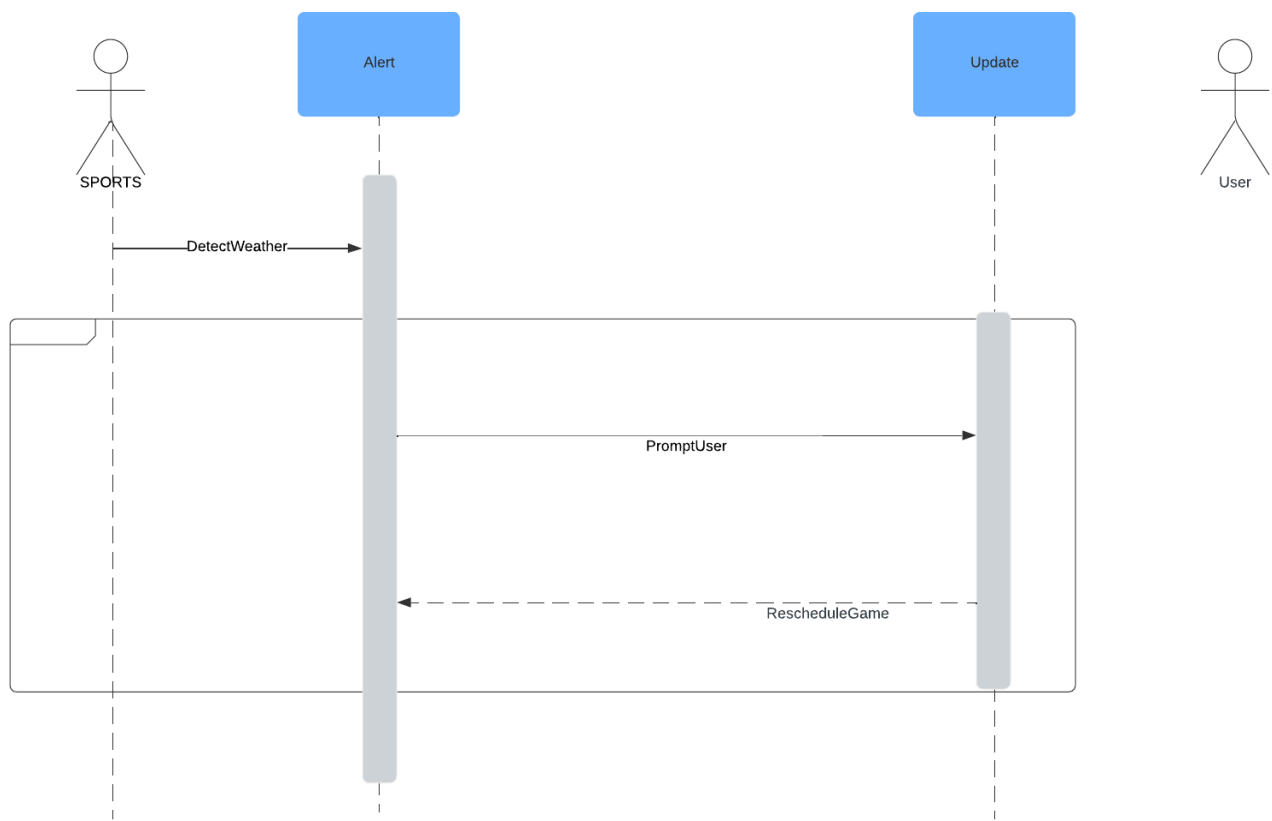 Alert
Update
SPORTS
User
DetectWeather
PromptUser
RescheduleGame